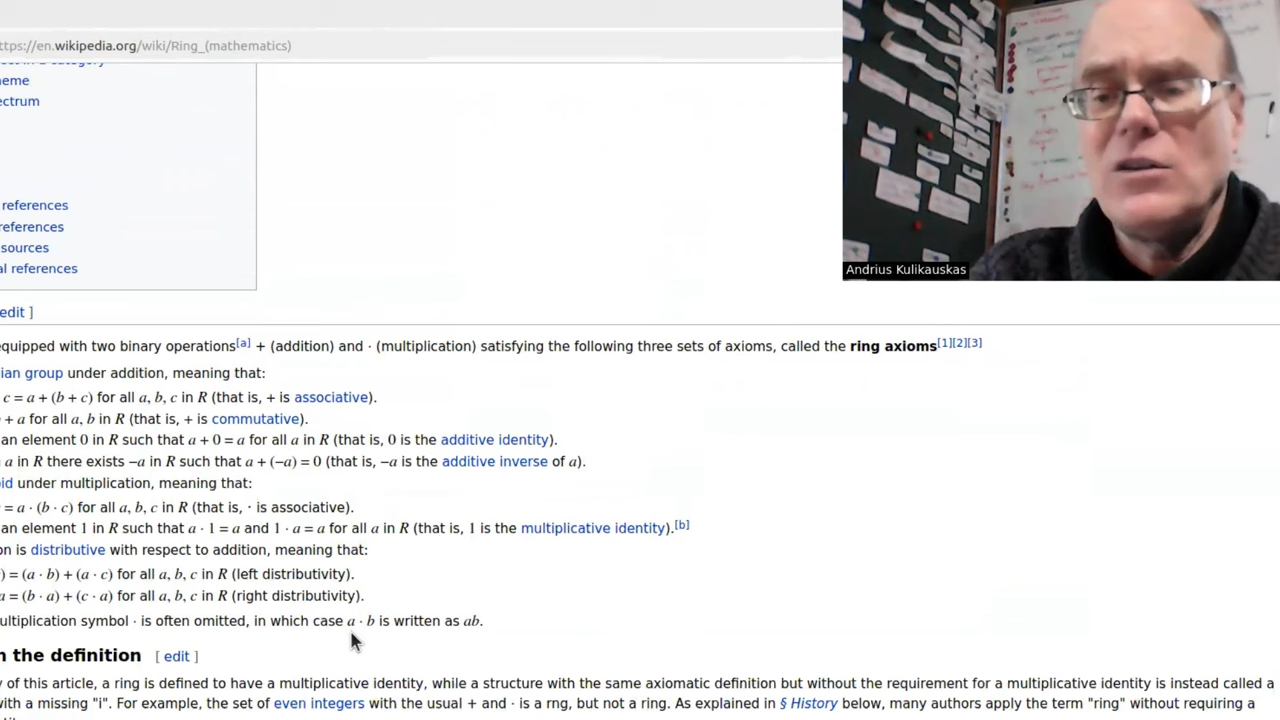 ttps://en.wikipedia.org/wiki/Ring_(mathematics)
heme
ectrum
references
references
sources
al references
edit ]
Andrius Kulikauskas
equipped with two binary operations[a] + (addition) and · (multiplication) satisfying the following three sets of axioms, called the ring axioms[1][2][3]
ian group under addition, meaning that:
c = a + (b + c) for all a, b, c in R (that is, + is associative).
+ a for all a, b in R (that is, + is commutative).
an element 0 in R such that a + 0 = a for all a in R (that is, 0 is the additive identity).
a in R there exists −a in R such that a + (−a) = 0 (that is, −a is the additive inverse of a).
oid under multiplication, meaning that:
= a · (b · c) for all a, b, c in R (that is, · is associative).
an element 1 in R such that a · 1 = a and 1 · a = a for all a in R (that is, 1 is the multiplicative identity).[b]
on is distributive with respect to addition, meaning that:
) = (a · b) + (a · c) for all a, b, c in R (left distributivity).
a = (b · a) + (c · a) for all a, b, c in R (right distributivity).
ultiplication symbol · is often omitted, in which case a · b is written as ab.
n the definition [ edit ]
y of this article, a ring is defined to have a multiplicative identity, while a structure with the same axiomatic definition but without the requirement for a multiplicative identity is instead called a
with a missing "i". For example, the set of even integers with the usual + and · is a rng, but not a ring. As explained in § History below, many authors apply the term "ring" without requiring a